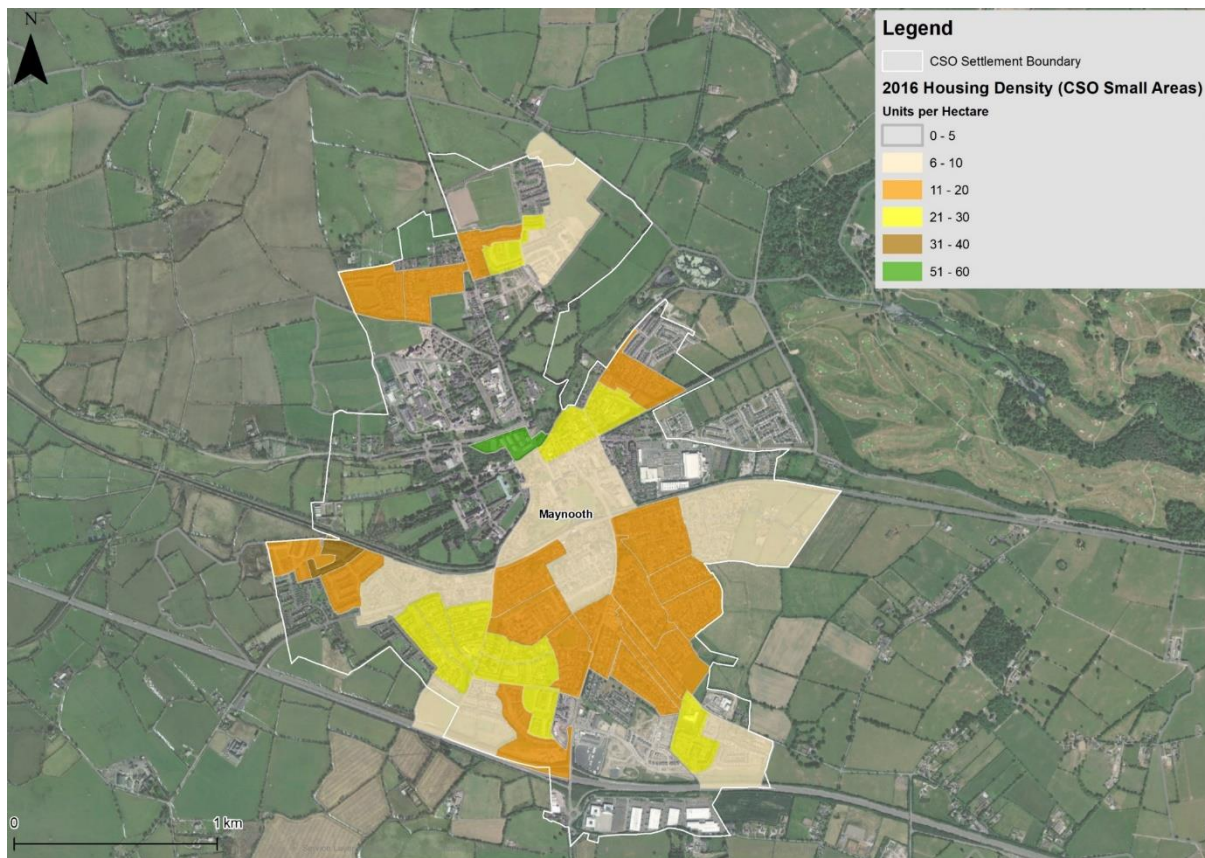 N
Legend
CSO Settlement Boundary
2016 Housing Density (CSO Small Areas)
Units per Hectare
0 - 5
6 - 10
11 - 20
21 - 30
31 - 40
51 - 60
Maynooth
0
1 km